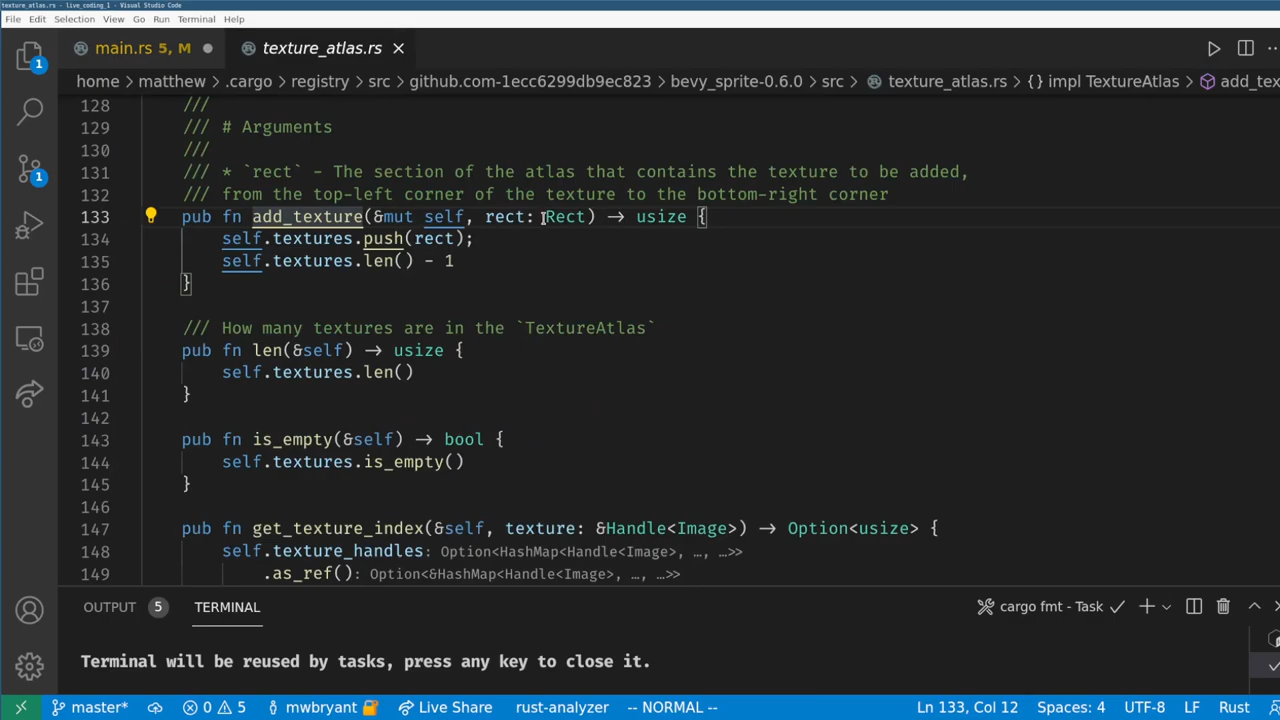 texture_atlas.rs - live_coding_1 - Visual Studio Code
File Edit Selection View Go Run Terminal Help
main.rs 5, M texture_atlas.rs
home matthew .cargo registry src github.com-1ecc6299db9ec823 bevy_sprite-0.6.0 src texture_atlas.rs {} impl TextureAtlas add_tex
128 ///
129 /// # Arguments
130 ///
131 /// * `rect` - The section of the atlas that contains the texture to be added,
132 /// from the top-left corner of the texture to the bottom-right corner
133 pub fn add_texture(&mut self, rect: Rect) → usize {
134 self.textures.push(rect);
135 self.textures.len() - 1
136 }
137
138 /// How many textures are in the `TextureAtlas`
139 pub fn len(&self) → usize {
140 self.textures.len()
141 }
142
143 pub fn is_empty(&self) → bool {
144 self.textures.is_empty()
145 }
146
147 pub fn get_texture_index(&self, texture: &Handle<Image>) → Option<usize> {
148 self.texture_handles: Option<HashMap<Handle<Image>, …, …>>
149 .as_ref(): Option<&HashMap<Handle<Image>, …, …>>
OUTPUT 5 TERMINAL cargo fmt - Task
Terminal will be reused by tasks, press any key to close it.
master* 0 5 mwbryant Live Share rust-analyzer -- NORMAL -- Ln 133, Col 12 Spaces: 4 UTF-8 LF Rust
1
1